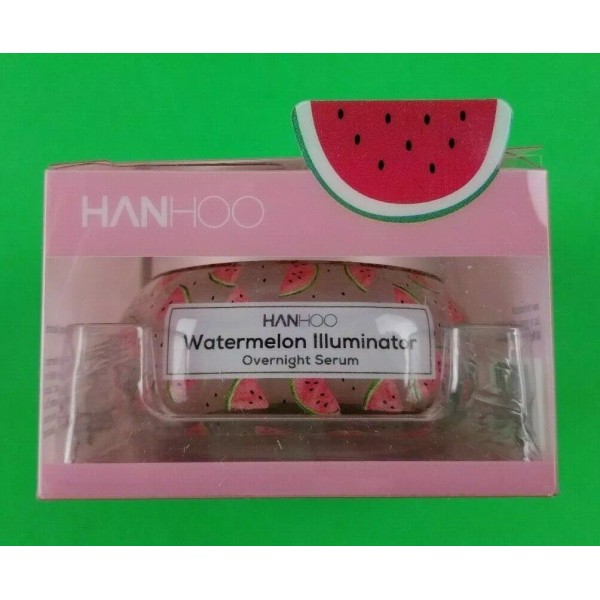 HANHOO
HANHOO
Watermelon Illuminator
Overnight Serum